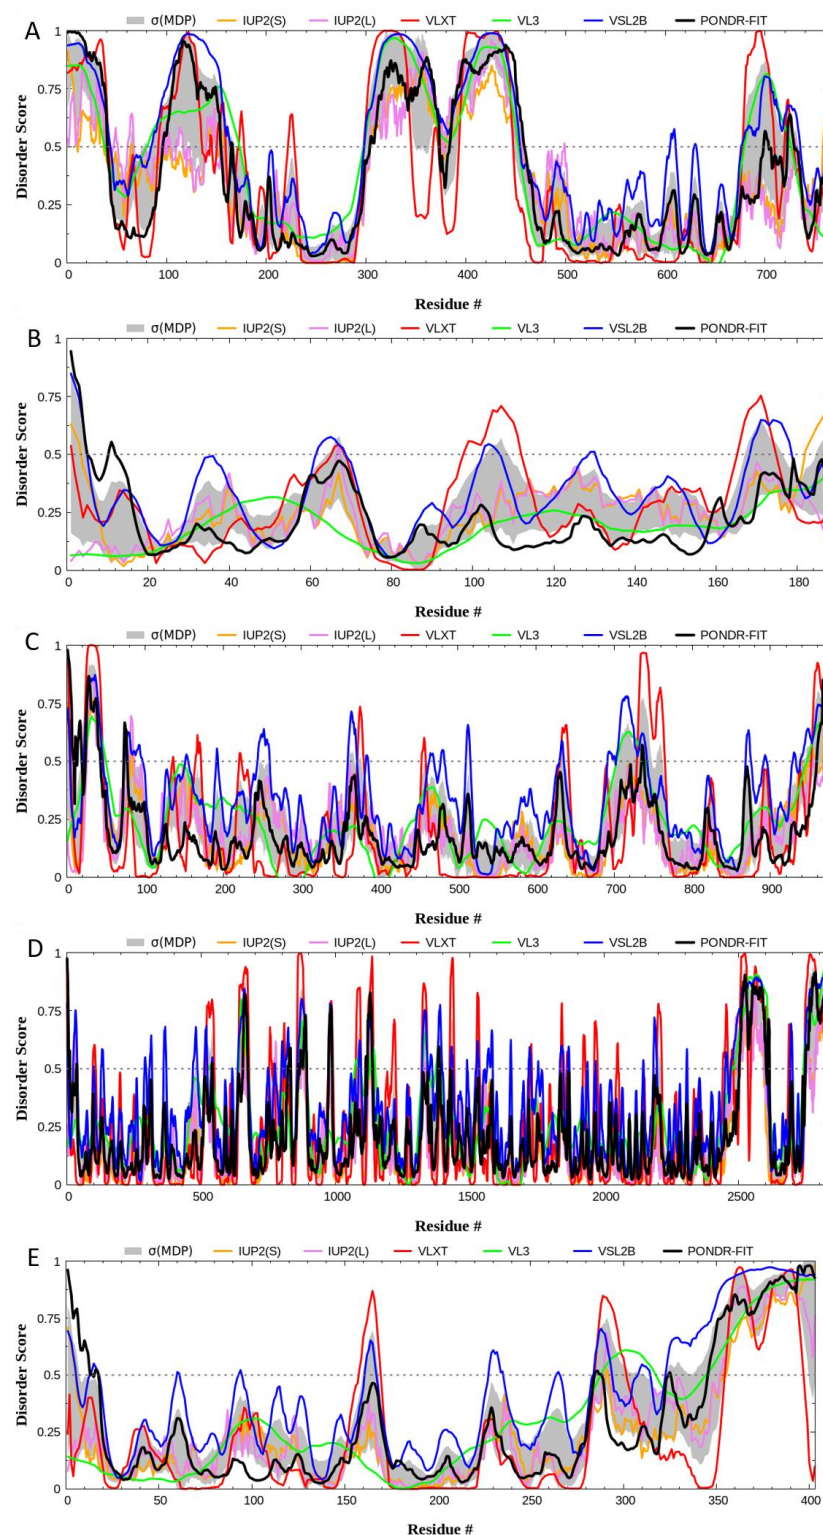 A
σ(MDP) IUP2(S) IUP2(L) VLXT VL3 VSL2B PONDR-FIT
Disorder Score
1
0.75
0.5
0.25
0
0 100 200 300 400 500 600 700
Residue #
B
σ(MDP) IUP2(S) IUP2(L) VLXT VL3 VSL2B PONDR-FIT
Disorder Score
1
0.75
0.5
0.25
0
0 20 40 60 80 100 120 140 160 180
Residue #
C
σ(MDP) IUP2(S) IUP2(L) VLXT VL3 VSL2B PONDR-FIT
Disorder Score
1
0.75
0.5
0.25
0
0 100 200 300 400 500 600 700 800 900
Residue #
D
σ(MDP) IUP2(S) IUP2(L) VLXT VL3 VSL2B PONDR-FIT
Disorder Score
1
0.75
0.5
0.25
0
0 500 1000 1500 2000 2500
Residue #
E
σ(MDP) IUP2(S) IUP2(L) VLXT VL3 VSL2B PONDR-FIT
Disorder Score
1
0.75
0.5
0.25
0
0 50 100 150 200 250 300 350 400
Residue #